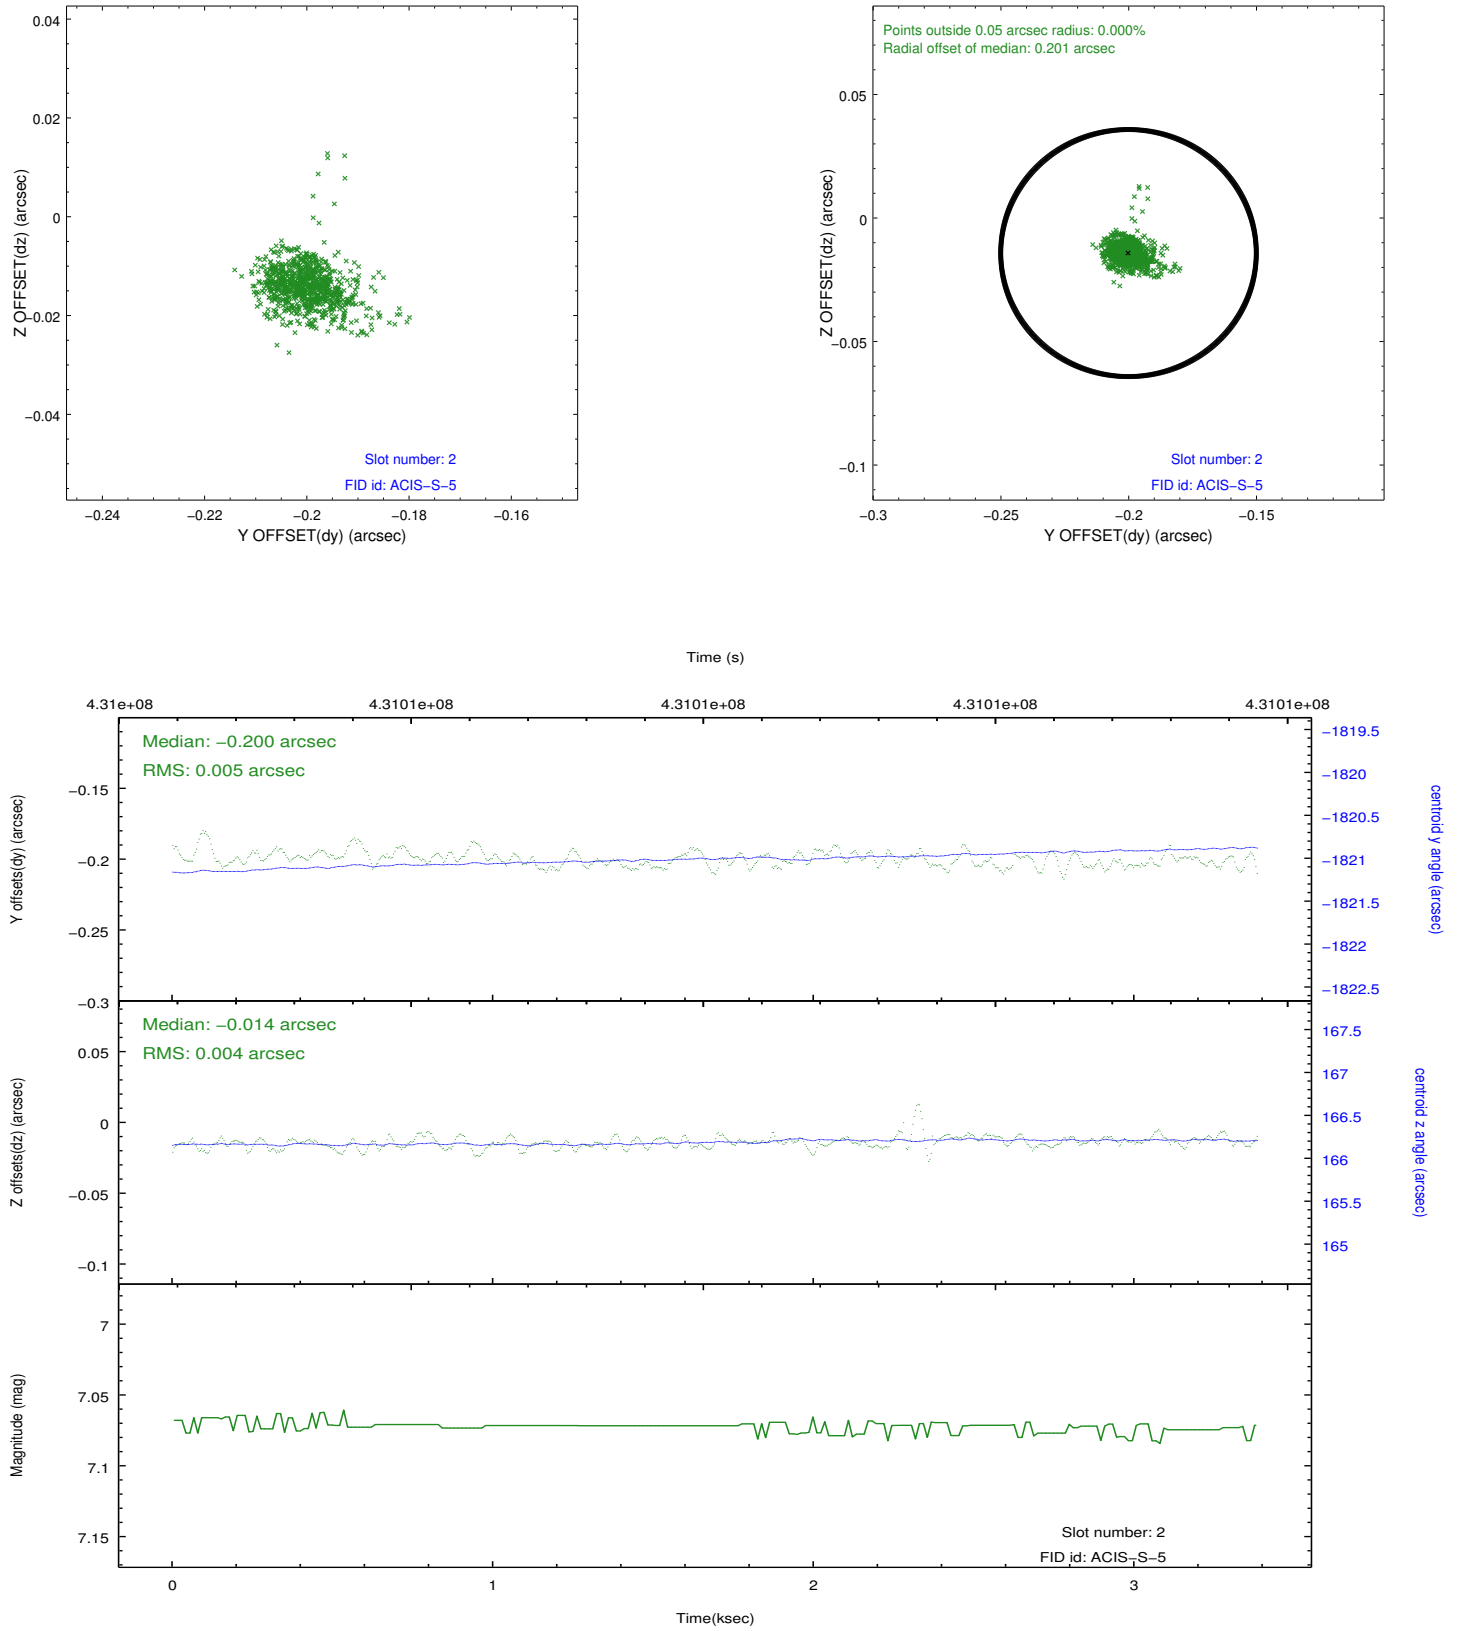 0.04
0.02
0
−0.02
−0.04
Z OFFSET(dz) (arcsec)
Slot number: 2
FID id: ACIS−S−5
−0.24
−0.22
−0.2
−0.18
−0.16
Y OFFSET(dy) (arcsec)
Points outside 0.05 arcsec radius: 0.000%
Radial offset of median: 0.201 arcsec
0.05
0
−0.05
−0.1
Z OFFSET(dz) (arcsec)
Slot number: 2
FID id: ACIS−S−5
−0.3
−0.25
−0.2
−0.15
Y OFFSET(dy) (arcsec)
Time (s)
4.31e+08
4.3101e+08
4.3101e+08
4.3101e+08
4.3101e+08
Median: −0.200 arcsec
RMS: 0.005 arcsec
−0.15
−0.2
−0.25
−0.3
Y offsets(dy) (arcsec)
−1819.5
−1820
−1820.5
−1821
−1821.5
−1822
−1822.5
centroid y angle (arcsec)
Median: −0.014 arcsec
RMS: 0.004 arcsec
0.05
0
−0.05
−0.1
Z offsets(dz) (arcsec)
167.5
167
166.5
166
165.5
165
centroid z angle (arcsec)
7
7.05
7.1
7.15
Magnitude (mag)
Slot number: 2
FID id: ACIS−S−5
0
1
2
3
Time(ksec)